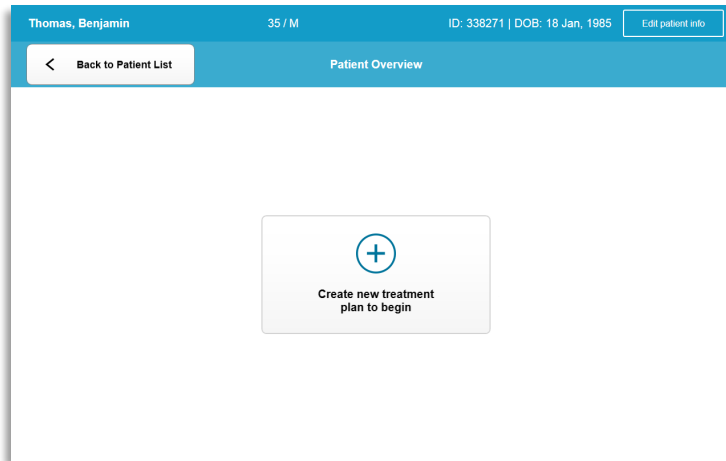 Thomas, Benjamin 35 / M ID: 338271 | DOB: 18 Jan, 1985 Edit patient info
Back to Patient List Patient Overview
Create new treatment
plan to begin